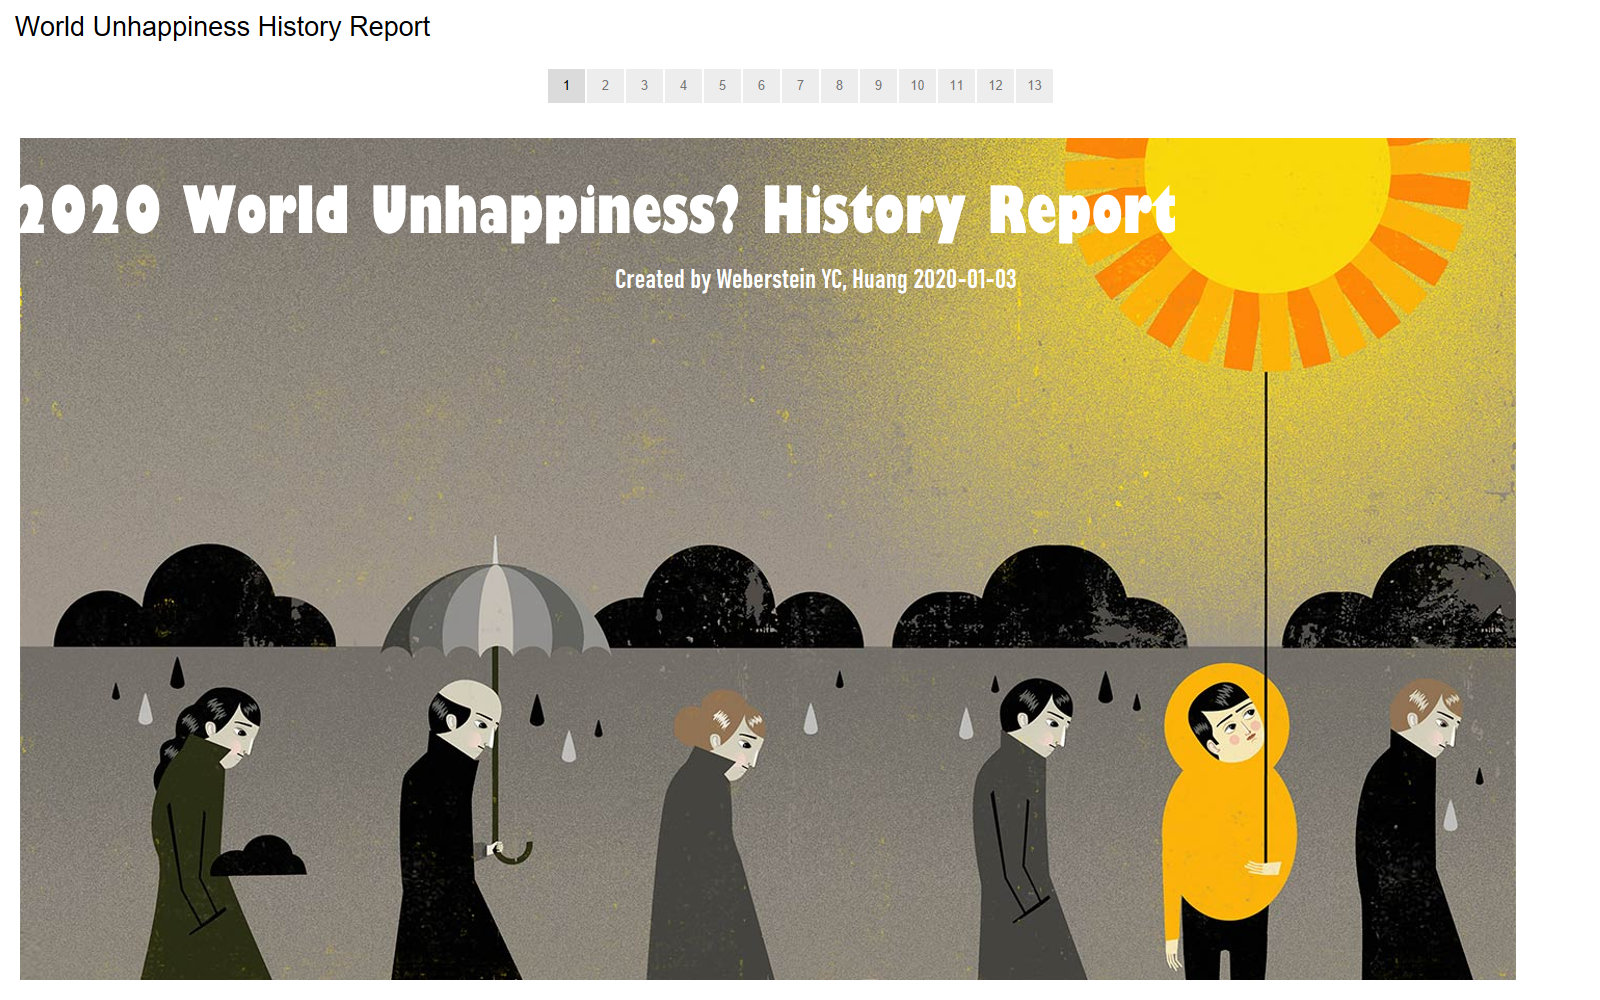 World Unhappiness History Report
1 2 3 4 5 6 7 8 9 10 11 12 13
2020 World Unhappiness? History Report
Created by Weberstein YC, Huang 2020-01-03